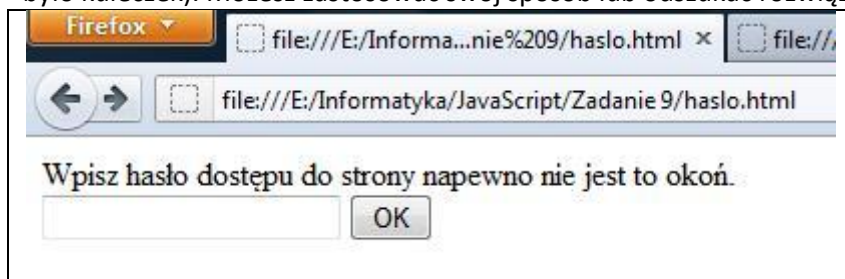 Firefox
file:///E:/Informa...nie%209/haslo.html × file:///
file:///E:/Informatyka/JavaScript/Zadanie 9/haslo.html
Wpisz hasło dostępu do strony napewno nie jest to okoń.
OK